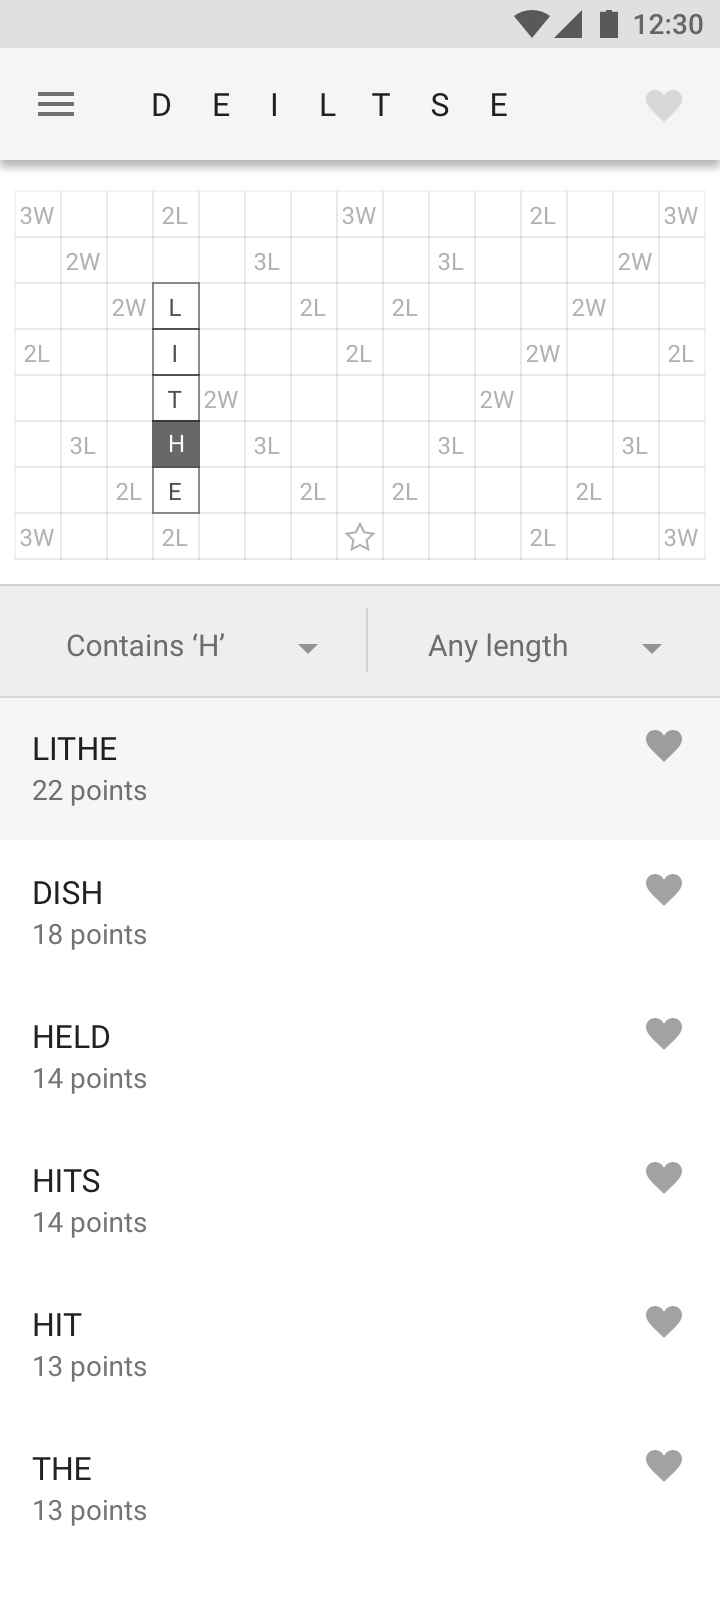 12:30
D E I L T S E
3W 2L 3W 2L 3W
2W 3L 3L 2W
2W L 2L 2L 2W
2L I 2L 2W 2L
T 2W 2W
3L H 3L 3L 3L
2L E 2L 2L 2L
3W 2L 2L 3W
Contains ‘H’ Any length
LITHE
22 points
DISH
18 points
HELD
14 points
HITS
14 points
HIT
13 points
THE
13 points